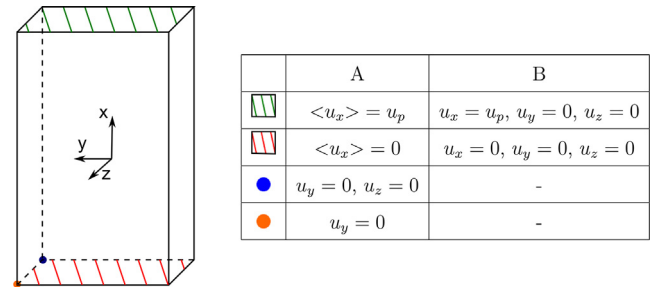 x
y
z
A B
<u_x> = u_p u_x = u_p, u_y = 0, u_z = 0
<u_x> = 0 u_x = 0, u_y = 0, u_z = 0
u_y = 0, u_z = 0 -
u_y = 0 -